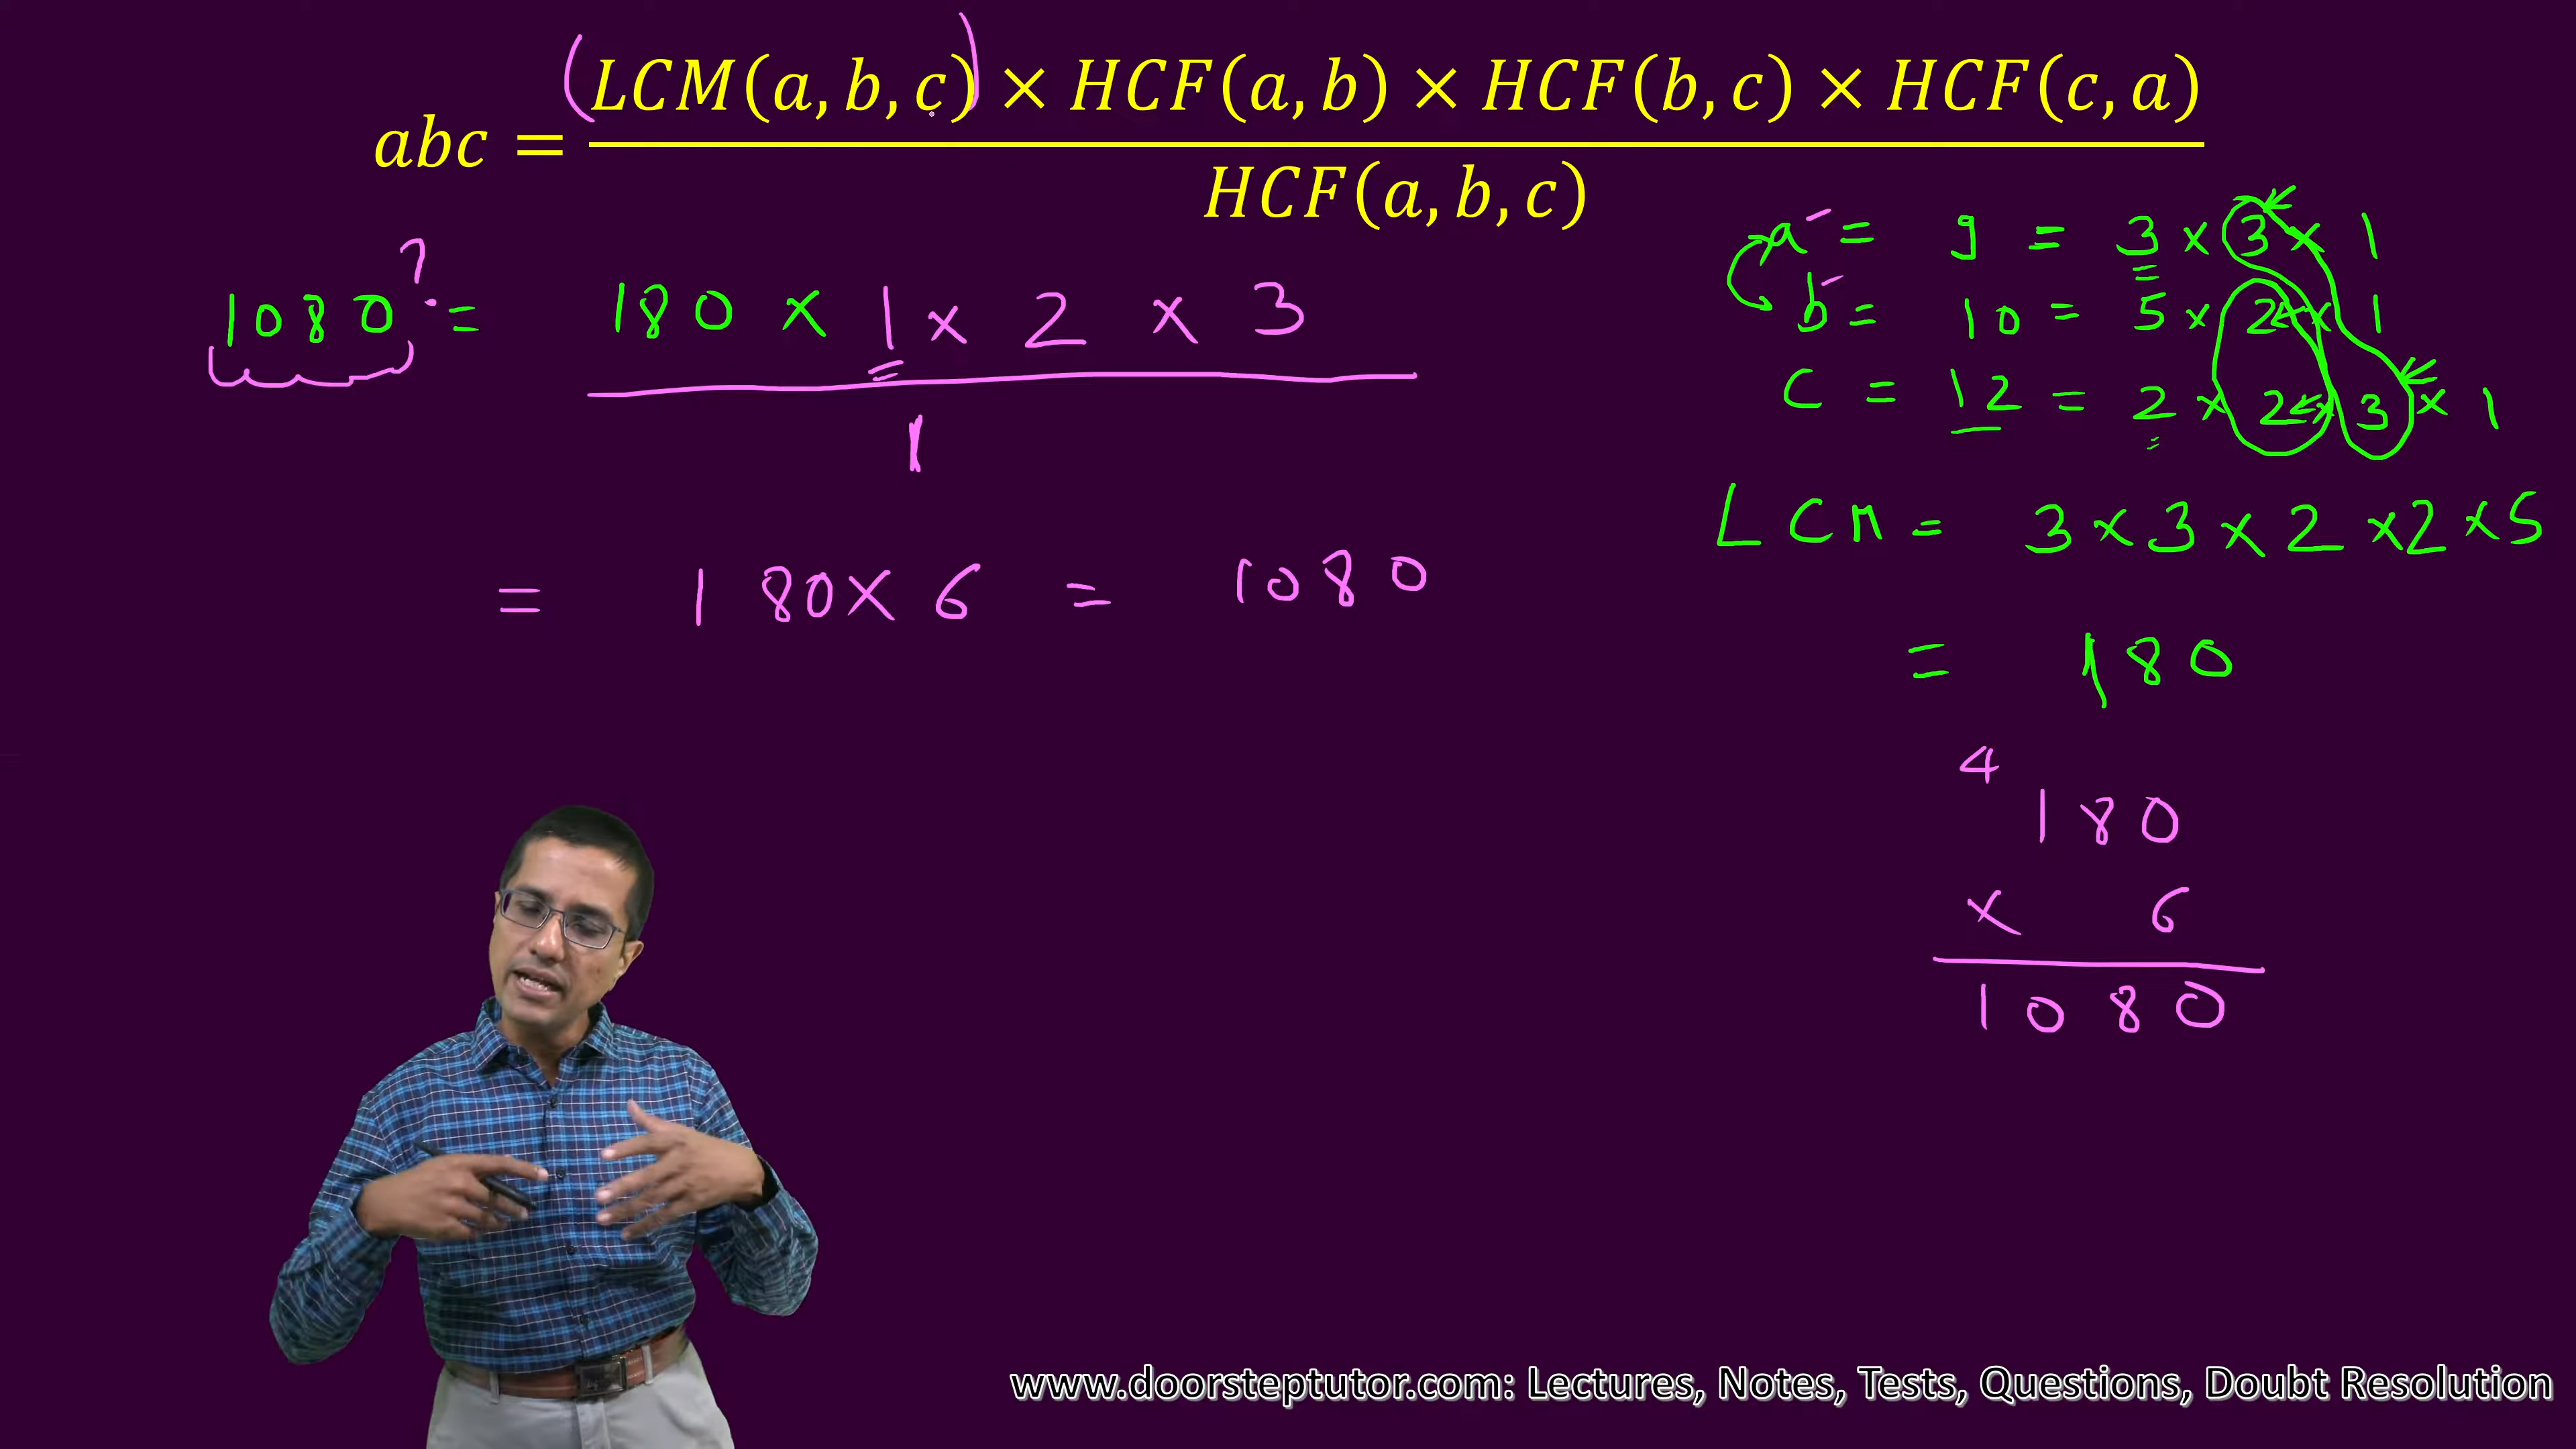 abc = LCM(a, b, c) × HCF(a, b) × HCF(b, c) × HCF(c, a)
HCF(a, b, c)
1080 ? = 180 × 1 × 2 × 3
1
= 180 × 6 = 1080
a = 9 = 3 × 3 × 1
b = 10 = 5 × 2 × 1
C = 12 = 2 × 2 × 3 × 1
LCM = 3 × 3 × 2 × 2 × 5
= 180
4
180
× 6
1080
www.doorsteptutor.com: Lectures, Notes, Tests, Questions, Doubt Resolution